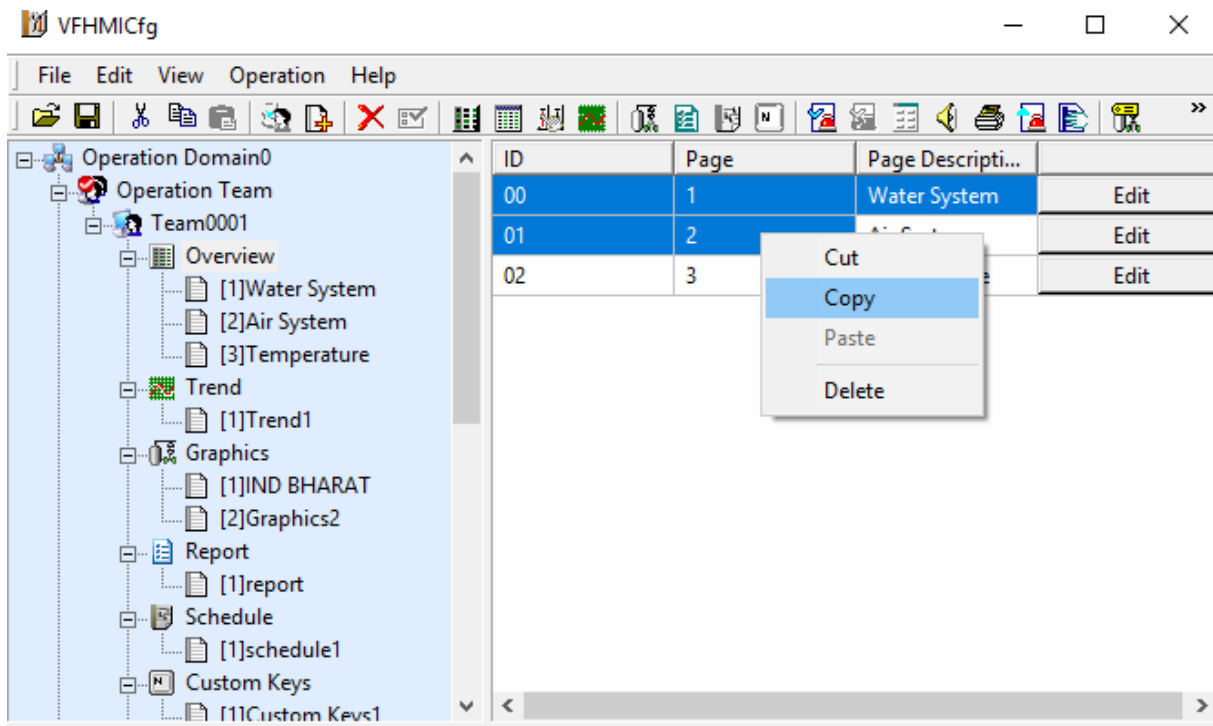 VFHMICfg
File Edit View Operation Help
Operation Domain0
Operation Team
Team0001
Overview
[1]Water System
[2]Air System
[3]Temperature
Trend
[1]Trend1
Graphics
[1]IND BHARAT
[2]Graphics2
Report
[1]report
Schedule
[1]schedule1
Custom Keys
[1]Custom Keys1
ID Page Page Descripti...
00 1 Water System Edit
01 2 Edit
02 3 Edit
Cut
Copy
Paste
Delete